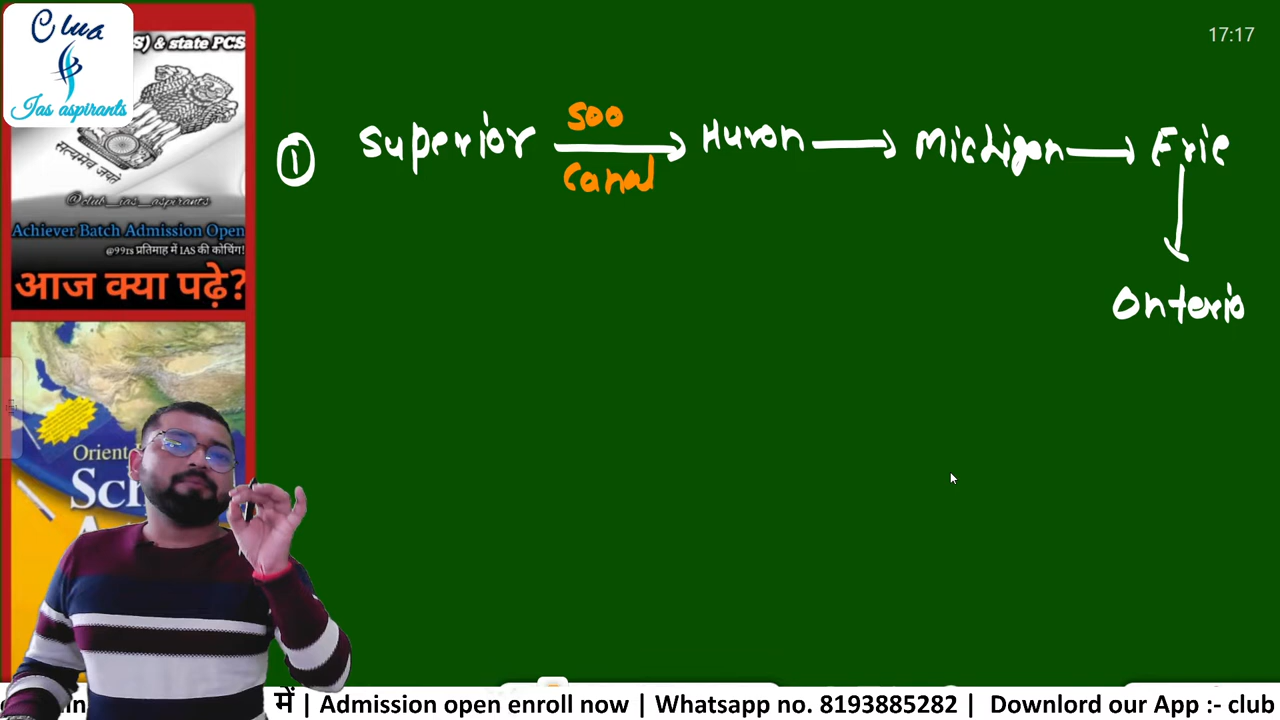 Club
Ias aspirants
S) & state PCS
सत्यमेव जयते
@club_ias_aspirants
Achiever Batch Admission Open
@99rs प्रतिमाह में IAS की कोचिंग!
आज क्या पढ़े?
Orient
Sch
17:17
① Superior Soo Canal → Huron → Michigan → Erie
↓
Onterio
में | Admission open enroll now | Whatsapp no. 8193885282 | Downlord our App :- club